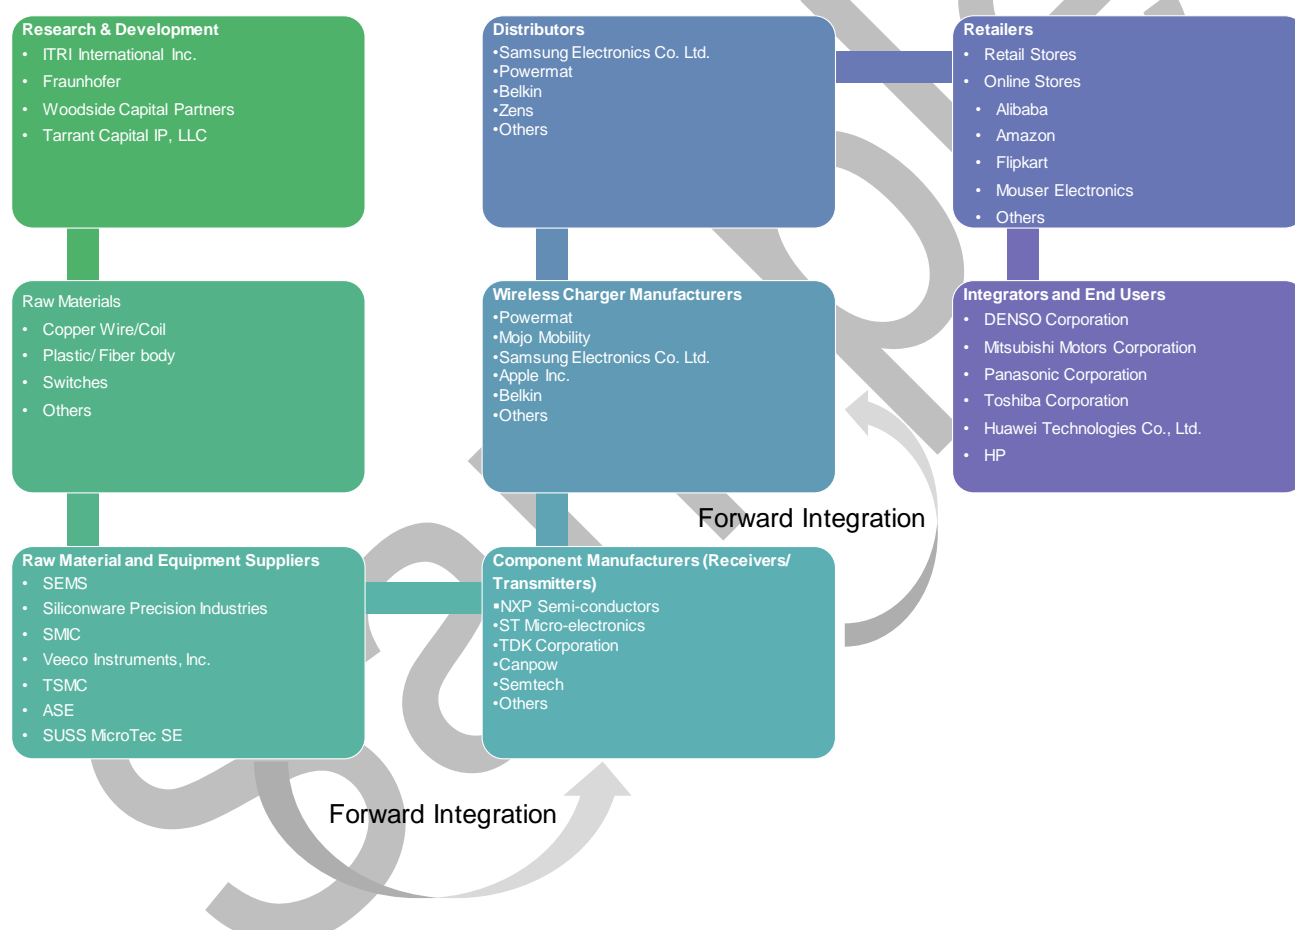 Research & Development
• ITRI International Inc.
• Fraunhofer
• Woodside Capital Partners
• Tarrant Capital IP, LLC
Raw Materials
• Copper Wire/Coil
• Plastic/ Fiber body
• Switches
• Others
Raw Material and Equipment Suppliers
• SEMS
• Siliconware Precision Industries
• SMIC
• Veeco Instruments, Inc.
• TSMC
• ASE
• SUSS MicroTec SE
Forward Integration
Component Manufacturers (Receivers/
Transmitters)
▪NXP Semi-conductors
•ST Micro-electronics
•TDK Corporation
•Canpow
•Semtech
•Others
Forward Integration
Wireless Charger Manufacturers
•Powermat
•Mojo Mobility
•Samsung Electronics Co. Ltd.
•Apple Inc.
•Belkin
•Others
Distributors
•Samsung Electronics Co. Ltd.
•Powermat
•Belkin
•Zens
•Others
Retailers
• Retail Stores
• Online Stores
• Alibaba
• Amazon
• Flipkart
• Mouser Electronics
• Others
Integrators and End Users
• DENSO Corporation
• Mitsubishi Motors Corporation
• Panasonic Corporation
• Toshiba Corporation
• Huawei Technologies Co., Ltd.
• HP